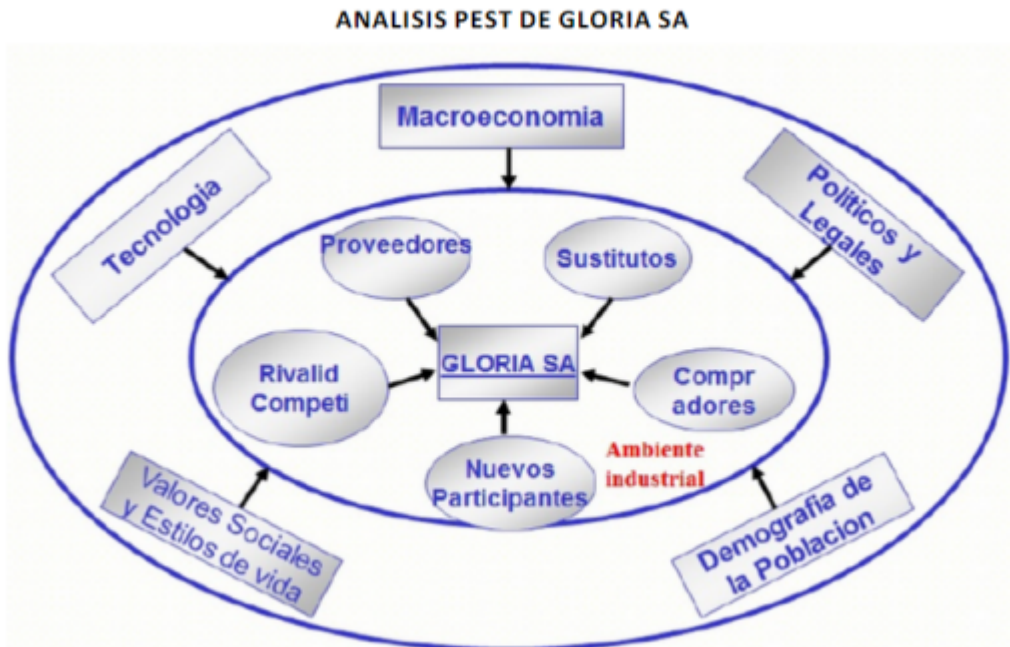 ANALISIS PEST DE GLORIA SA
Macroeconomia
Tecnologia
Politicos y
Legales
Proveedores
Sustitutos
GLORIA SA
Rivalid
Competi
Compr
adores
Nuevos
Participantes
Ambiente
industrial
Valores Sociales
y Estilos de vida
Demografia de
la Poblacion